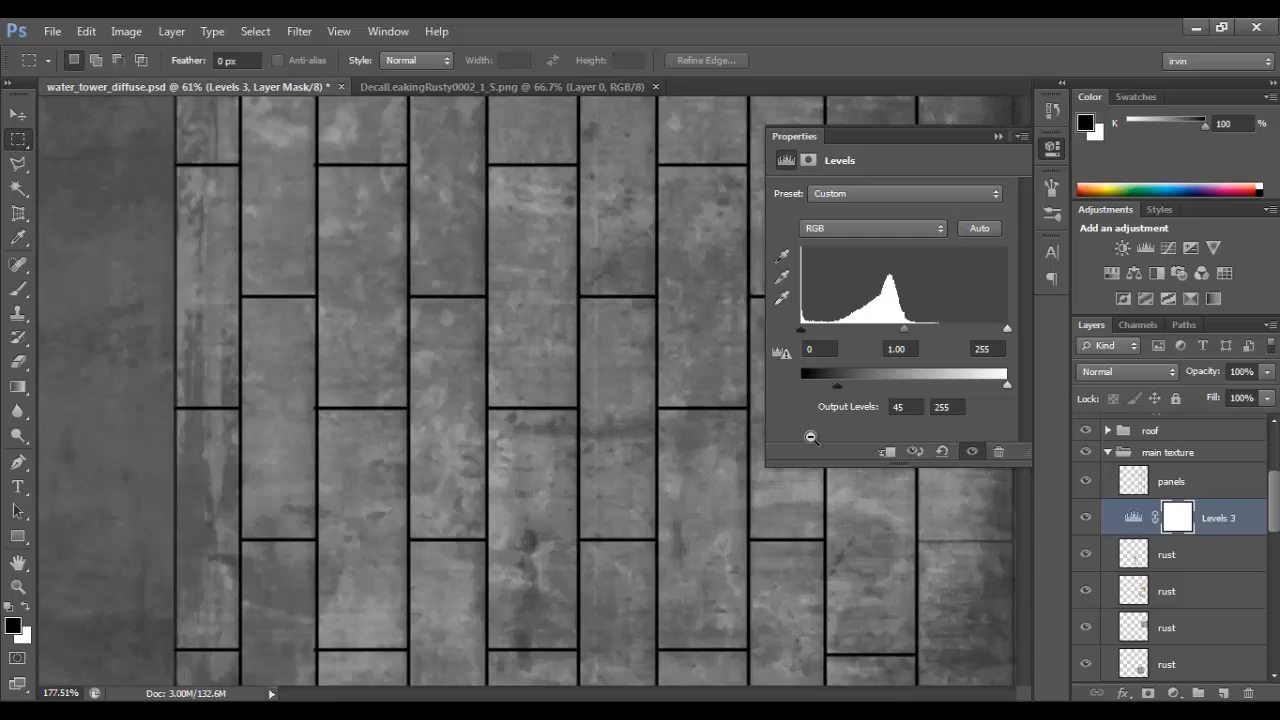 Ps File Edit Image Layer Type Select Filter View Window Help
Feather: 0 px Anti-alias Style: Normal Width: Height: Refine Edge... irvin
water_tower_diffuse.psd @ 61% (Levels 3, Layer Mask/8) * × DecalLeakingRusty0002_1_S.png @ 66.7% (Layer 0, RGB/8) ×
Properties
Levels
Preset: Custom
RGB Auto
0 1.00 255
Output Levels: 45 255
Color Swatches
K 100 %
Adjustments Styles
Add an adjustment
Layers Channels Paths
Kind
Normal Opacity: 100%
Lock: Fill: 100%
roof
main texture
panels
Levels 3
rust
rust
rust
rust
177.51% Doc: 3.00M/132.6M